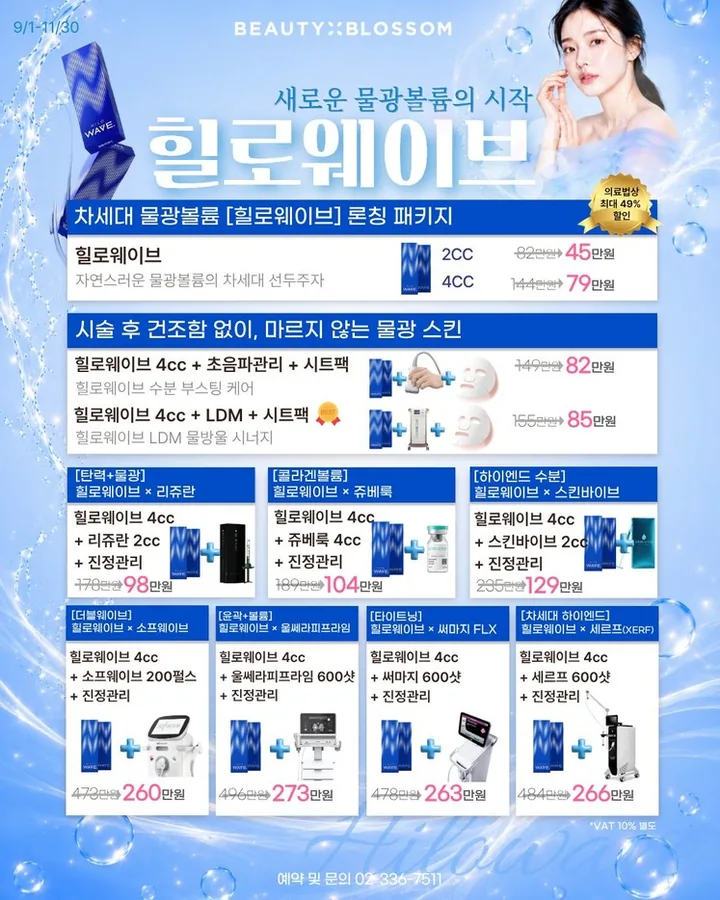 9/1-11/30
BEAUTY BLOSSOM
새로운 물광볼륨의 시작
힐로웨이브
WAVE
의료법상
최대 49%
할인
차세대 물광볼륨 [힐로웨이브] 론칭 패키지
힐로웨이브
2CC 82만원 45만원
자연스러운 물광볼륨의 차세대 선두주자
4CC 144만원 79만원
시술 후 건조함 없이, 마르지 않는 물광 스킨
힐로웨이브 4cc + 초음파관리 + 시트팩
149만원 82만원
힐로웨이브 수분 부스팅 케어
힐로웨이브 4cc + LDM + 시트팩
BEST
155만원 85만원
힐로웨이브 LDM 물방울 시너지
[탄력+물광]
힐로웨이브 × 리쥬란
힐로웨이브 4cc
+ 리쥬란 2cc
+ 진정관리
178만원 98만원
[콜라겐볼륨]
힐로웨이브 × 쥬베룩
힐로웨이브 4cc
+ 쥬베룩 4cc
+ 진정관리
189만원 104만원
[하이엔드 수분]
힐로웨이브 × 스킨바이브
힐로웨이브 4cc
+ 스킨바이브 2cc
+ 진정관리
235만원 129만원
[더블웨이브]
힐로웨이브 × 소프웨이브
힐로웨이브 4cc
+ 소프웨이브 200펄스
+ 진정관리
473만원 260만원
[윤곽+볼륨]
힐로웨이브 × 울쎄라피프라임
힐로웨이브 4cc
+ 울쎄라피프라임 600샷
+ 진정관리
496만원 273만원
[타이트닝]
힐로웨이브 × 써마지 FLX
힐로웨이브 4cc
+ 써마지 600샷
+ 진정관리
478만원 263만원
[차세대 하이엔드]
힐로웨이브 × 세르프(XERF)
힐로웨이브 4cc
+ 세르프 600샷
+ 진정관리
484만원 266만원
*VAT 10% 별도
Hilowave
예약 및 문의 02-336-7511